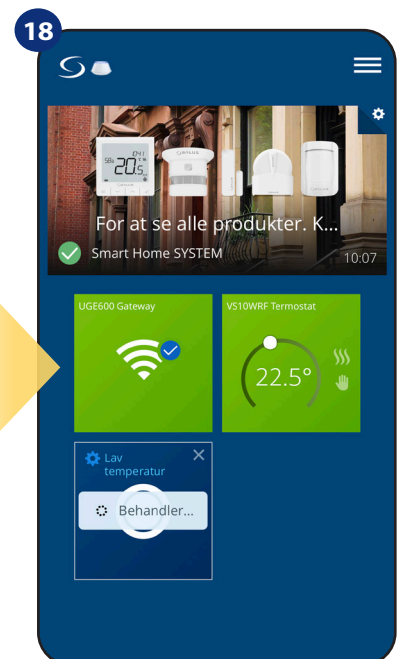 18
For at se alle produkter. K...
Smart Home SYSTEM
10:07
UGE600 Gateway
VS10WRF Termostat
22.5°
Lav
temperatur
Behandler...